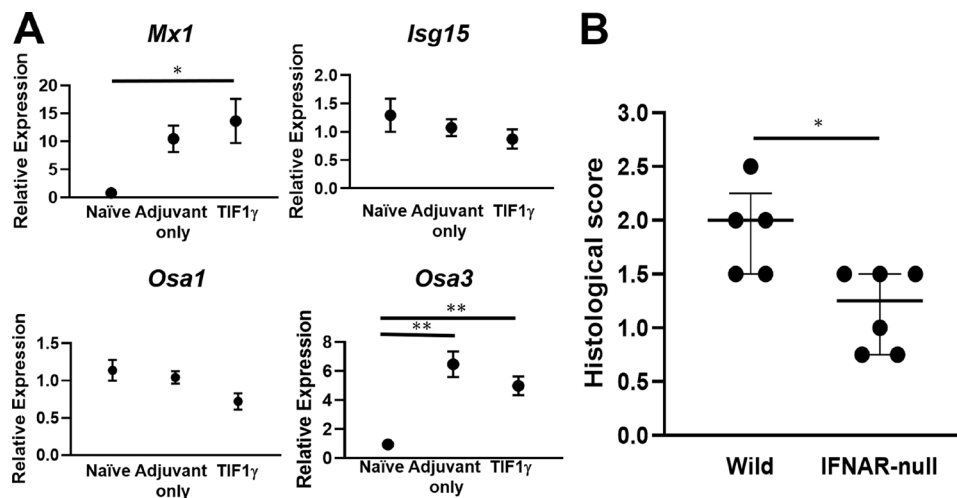 A
Mx1
*
Relative Expression
20
15
10
5
0
Naïve Adjuvant TIF1γ
only
Isg15
Relative Expression
2.0
1.5
1.0
0.5
0.0
Naïve Adjuvant TIF1γ
only
Osa1
Relative Expression
1.5
1.0
0.5
0.0
Naïve Adjuvant TIF1γ
only
Osa3
**
**
Relative Expression
8
6
4
2
0
Naïve Adjuvant TIF1γ
only
B
*
Histological score
3.0
2.5
2.0
1.5
1.0
0.5
0.0
Wild IFNAR-null